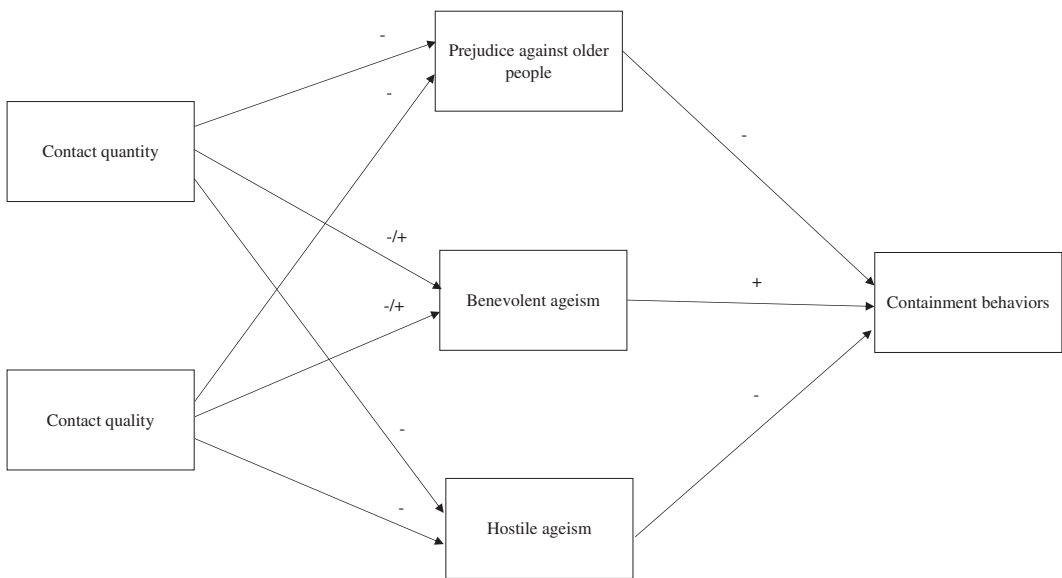 -
Prejudice against older
people
-
-
Contact quantity
-/+
Benevolent ageism
+
Containment behaviors
-/+
Contact quality
-
-
-
Hostile ageism